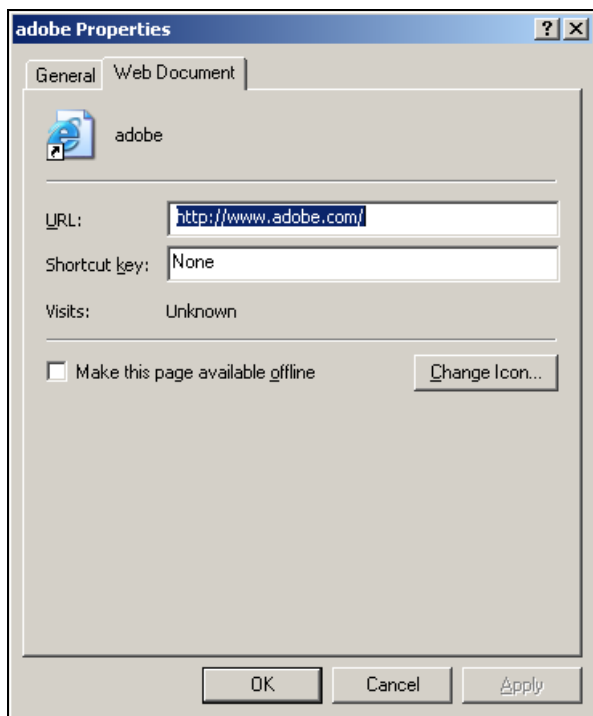 adobe Properties
General Web Document
adobe
URL: http://www.adobe.com/
Shortcut key: None
Visits: Unknown
Make this page available offline Change Icon...
OK Cancel Apply